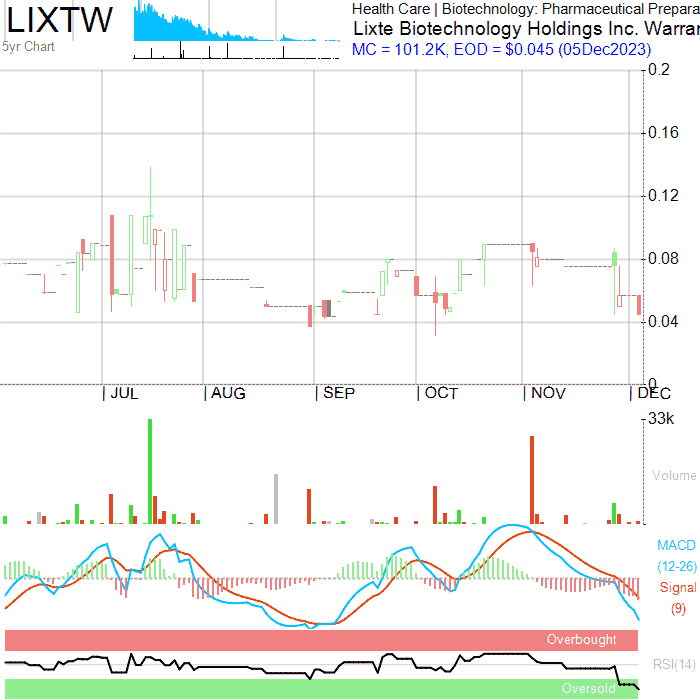 LIXTW
5yr Chart
Health Care | Biotechnology: Pharmaceutical Prepara
Lixte Biotechnology Holdings Inc. Warrar
MC = 101.2K, EOD = $0.045 (05Dec2023)
0.2
0.16
0.12
0.08
0.04
0
| JUL | AUG | SEP | OCT | NOV | DEC
33k
Volume
MACD
(12-26)
Signal
(9)
Overbought
RSI(14)
Oversold